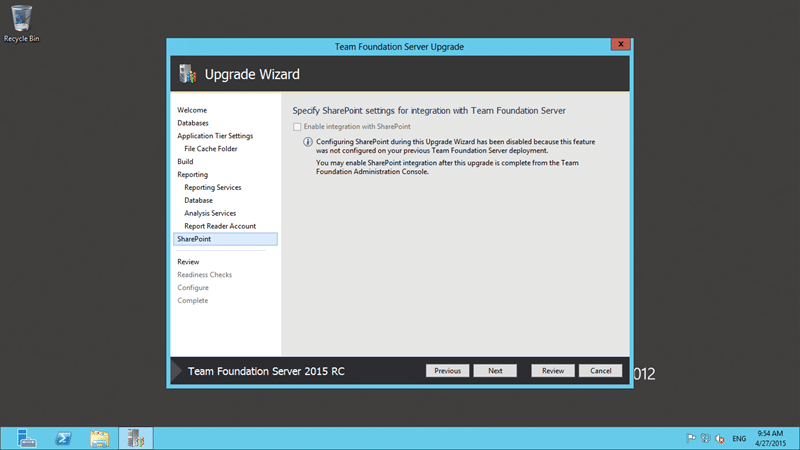 Recycle Bin
Team Foundation Server Upgrade
x
Upgrade Wizard
Welcome
Databases
Application Tier Settings
File Cache Folder
Build
Reporting
Reporting Services
Database
Analysis Services
Report Reader Account
SharePoint
Review
Readiness Checks
Configure
Complete
Specify SharePoint settings for integration with Team Foundation Server
Enable integration with SharePoint
Configuring SharePoint during this Upgrade Wizard has been disabled because this feature
was not configured on your previous Team Foundation Server deployment.
You may enable SharePoint integration after this upgrade is complete from the Team
Foundation Administration Console.
Team Foundation Server 2015 RC
Previous
Next
Review
Cancel
012
ENG
9:54 AM
4/27/2015